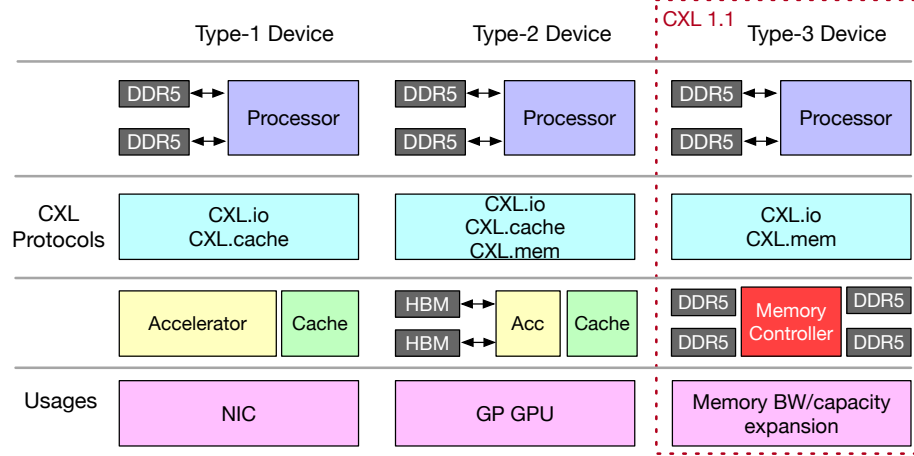 CXL 1.1
Type-1 Device
Type-2 Device
Type-3 Device
DDR5
DDR5
Processor
DDR5
DDR5
Processor
DDR5
DDR5
Processor
CXL
Protocols
CXL.io
CXL.cache
CXL.io
CXL.cache
CXL.mem
CXL.io
CXL.mem
Accelerator
Cache
HBM
HBM
Acc
Cache
DDR5
DDR5
Memory
Controller
DDR5
DDR5
Usages
NIC
GP GPU
Memory BW/capacity
expansion